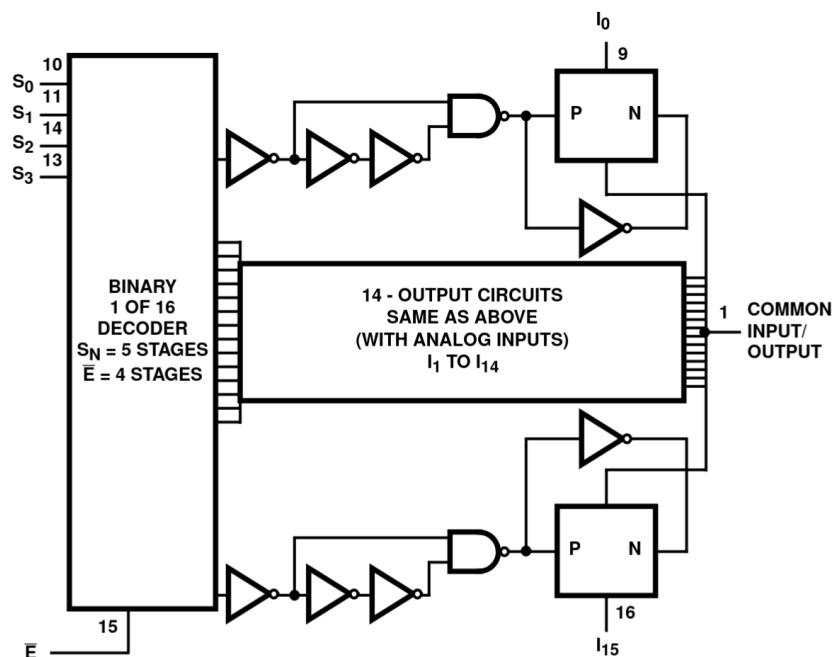 I0
9
10
S0
11
S1
14
S2
13
S3
P N
BINARY
1 OF 16
DECODER
SN = 5 STAGES
E̅ = 4 STAGES
14 - OUTPUT CIRCUITS
SAME AS ABOVE
(WITH ANALOG INPUTS)
I1 TO I14
1
COMMON
INPUT/
OUTPUT
P N
15
E̅
16
I15